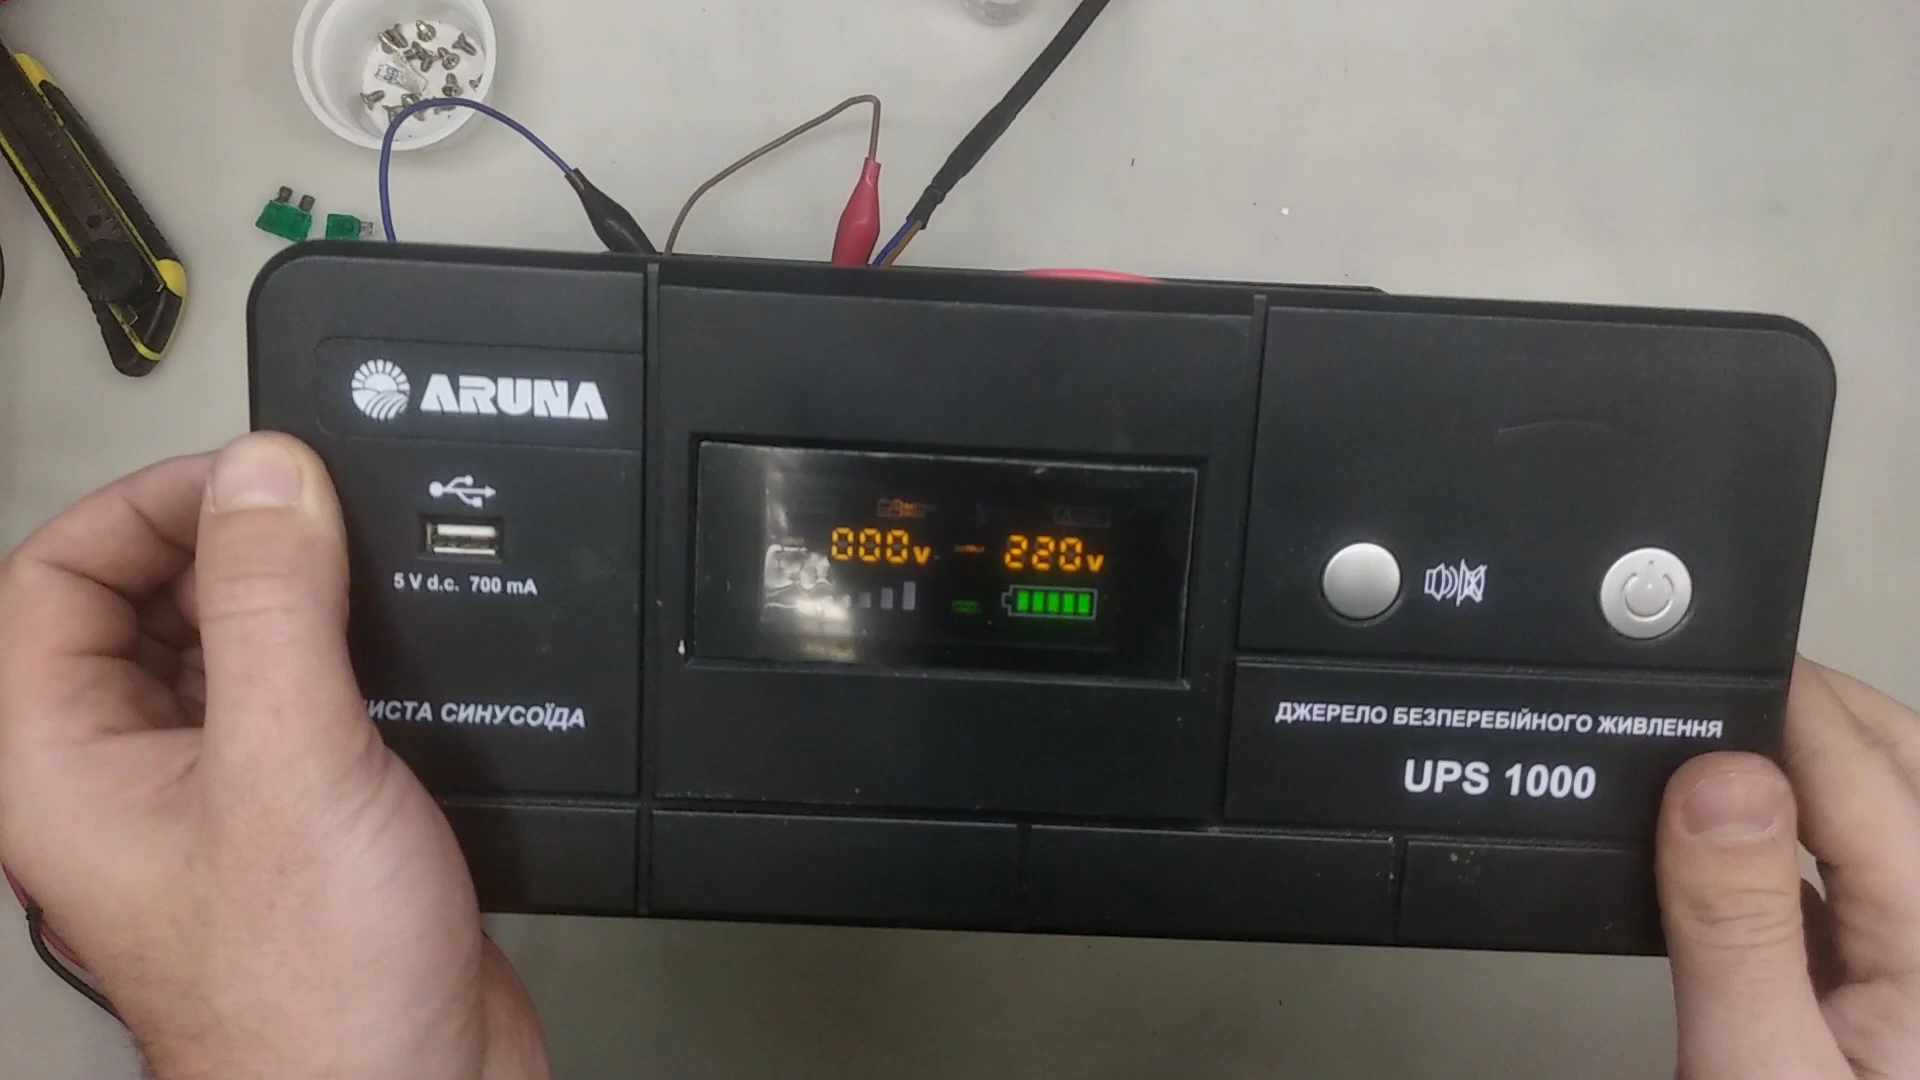 ARUNA
5 V d.c. 700 mA
ИСТА СИНУСОЇДА
000v
220v
ДЖЕРЕЛО БЕЗПЕРЕБІЙНОГО ЖИВЛЕННЯ
UPS 1000